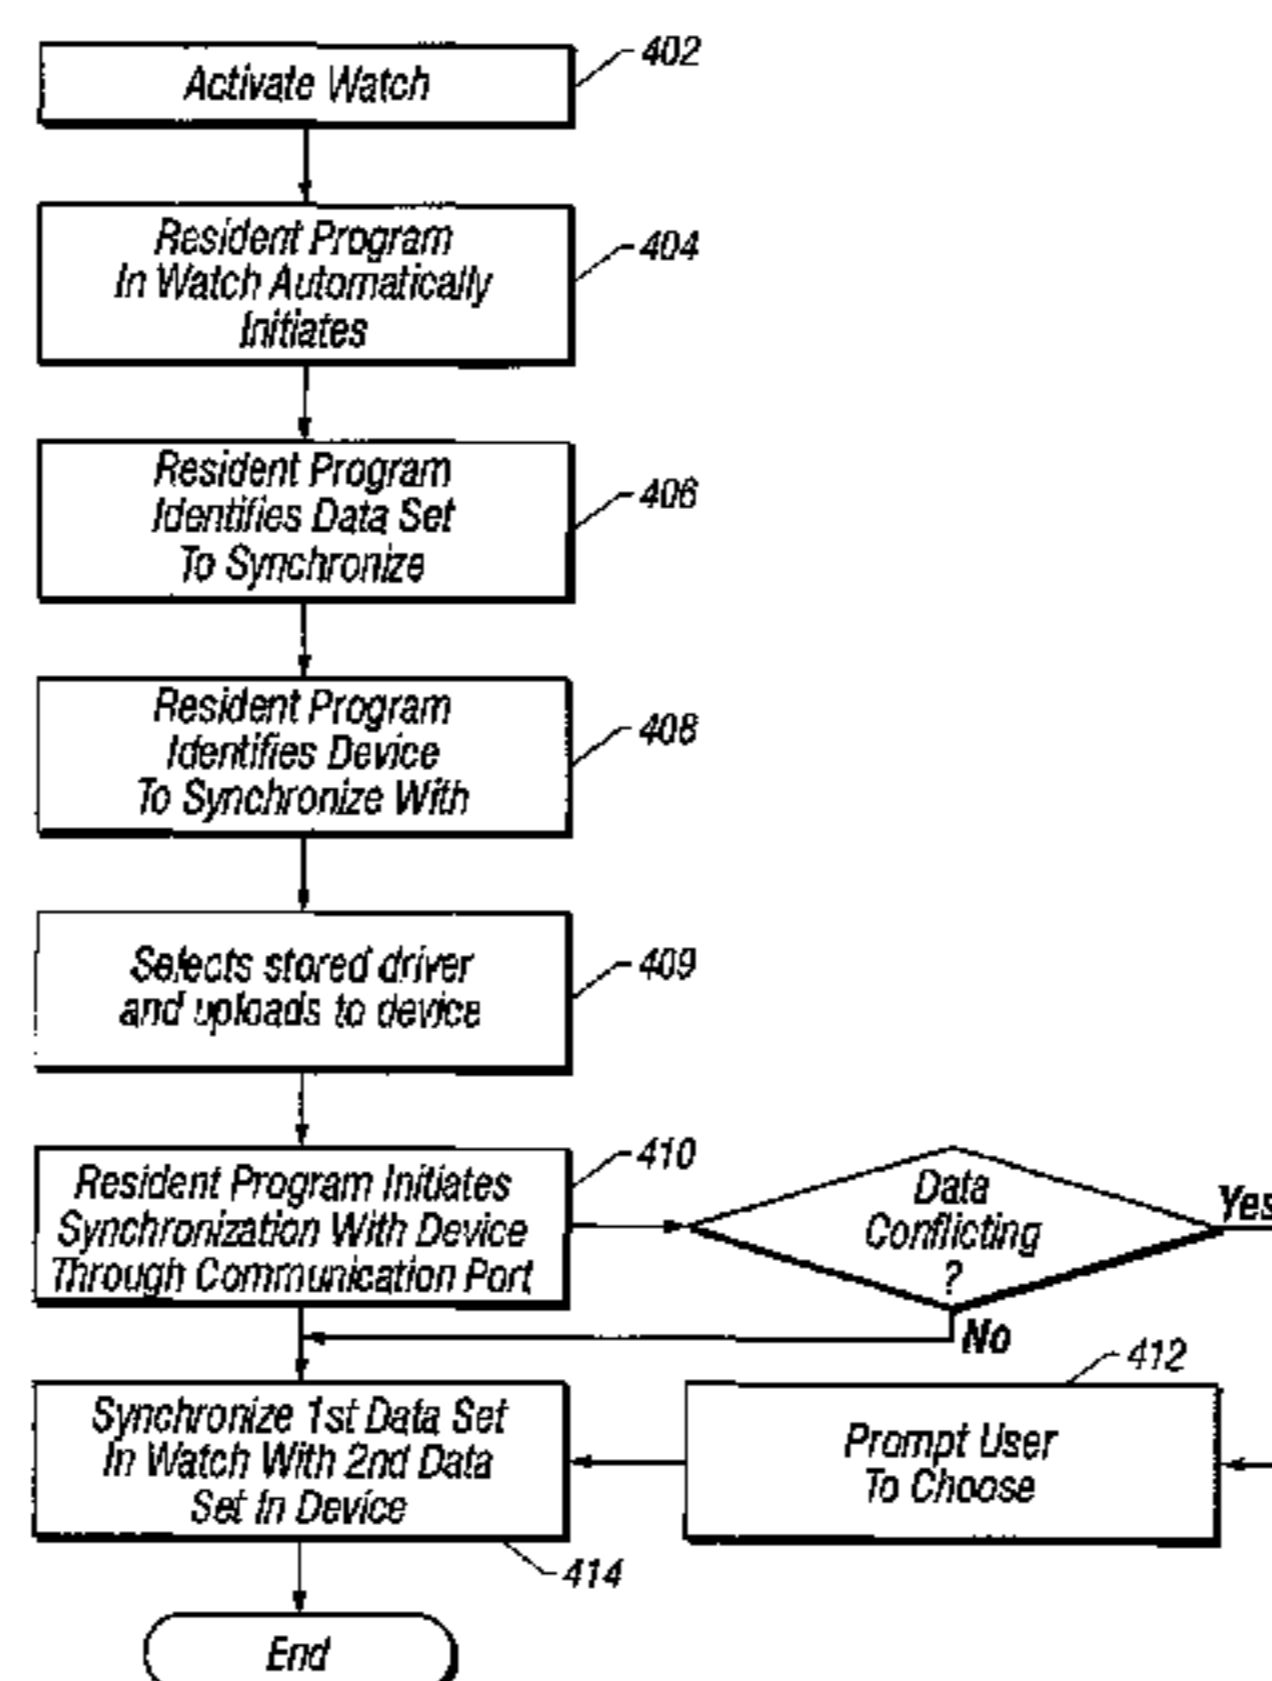 402
Activate Watch
404
Resident Program
In Watch Automatically
Initiates
406
Resident Program
Identifies Data Set
To Synchronize
408
Resident Program
Identifies Device
To Synchronize With
409
Selects stored driver
and uploads to device
410
Resident Program Initiates
Synchronization With Device
Through Communication Port
Data
Conflicting
?
Yes
No
412
Prompt User
To Choose
Synchronize 1st Data Set
In Watch With 2nd Data
Set In Device
414
End